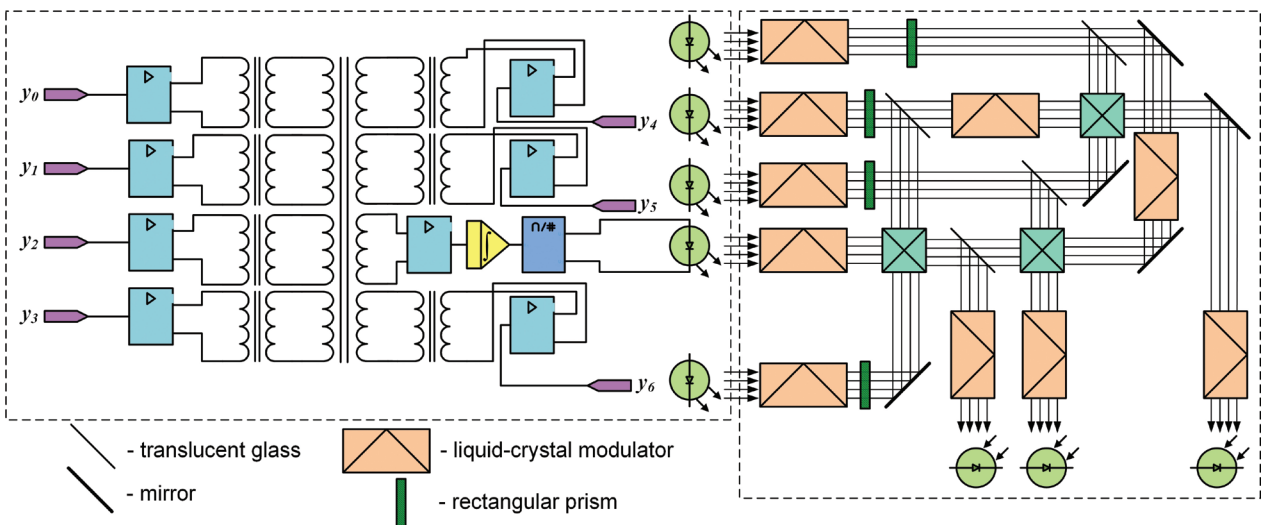 y0
y4
y1
y5
∩/#
y2
y3
y6
- translucent glass
- liquid-crystal modulator
- mirror
- rectangular prism